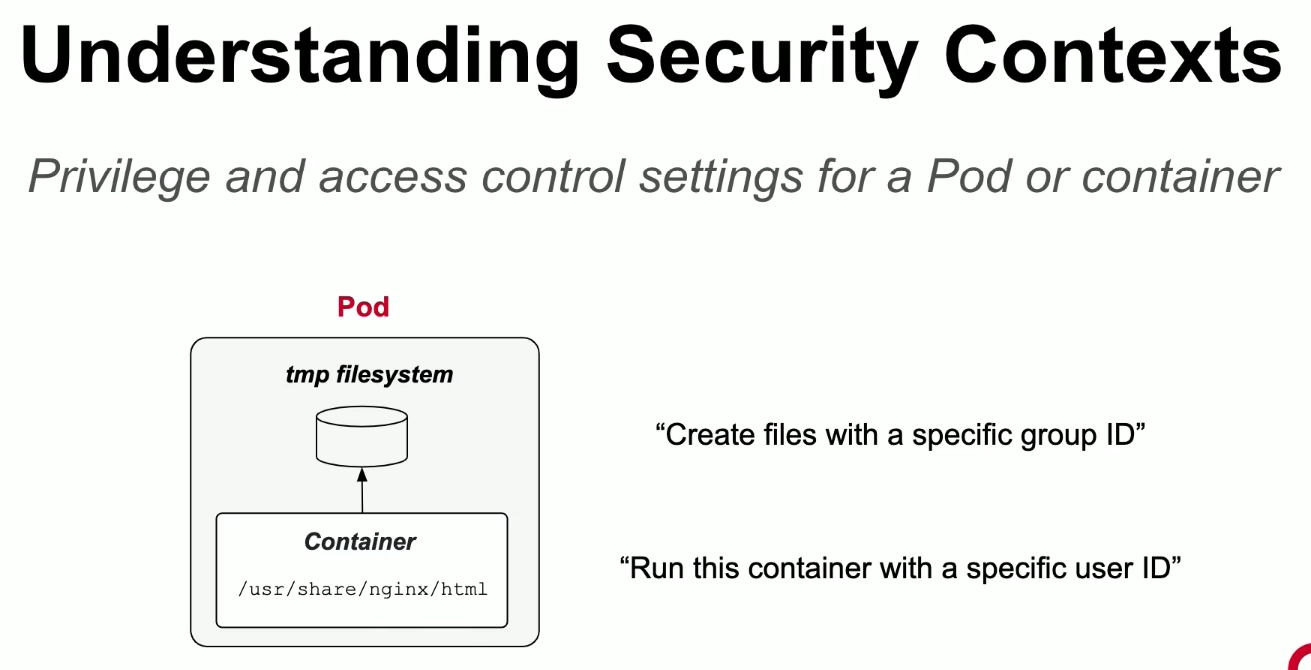 Understanding Security Contexts
Privilege and access control settings for a Pod or container
Pod
tmp filesystem
Container
/usr/share/nginx/html
“Create files with a specific group ID”
“Run this container with a specific user ID”